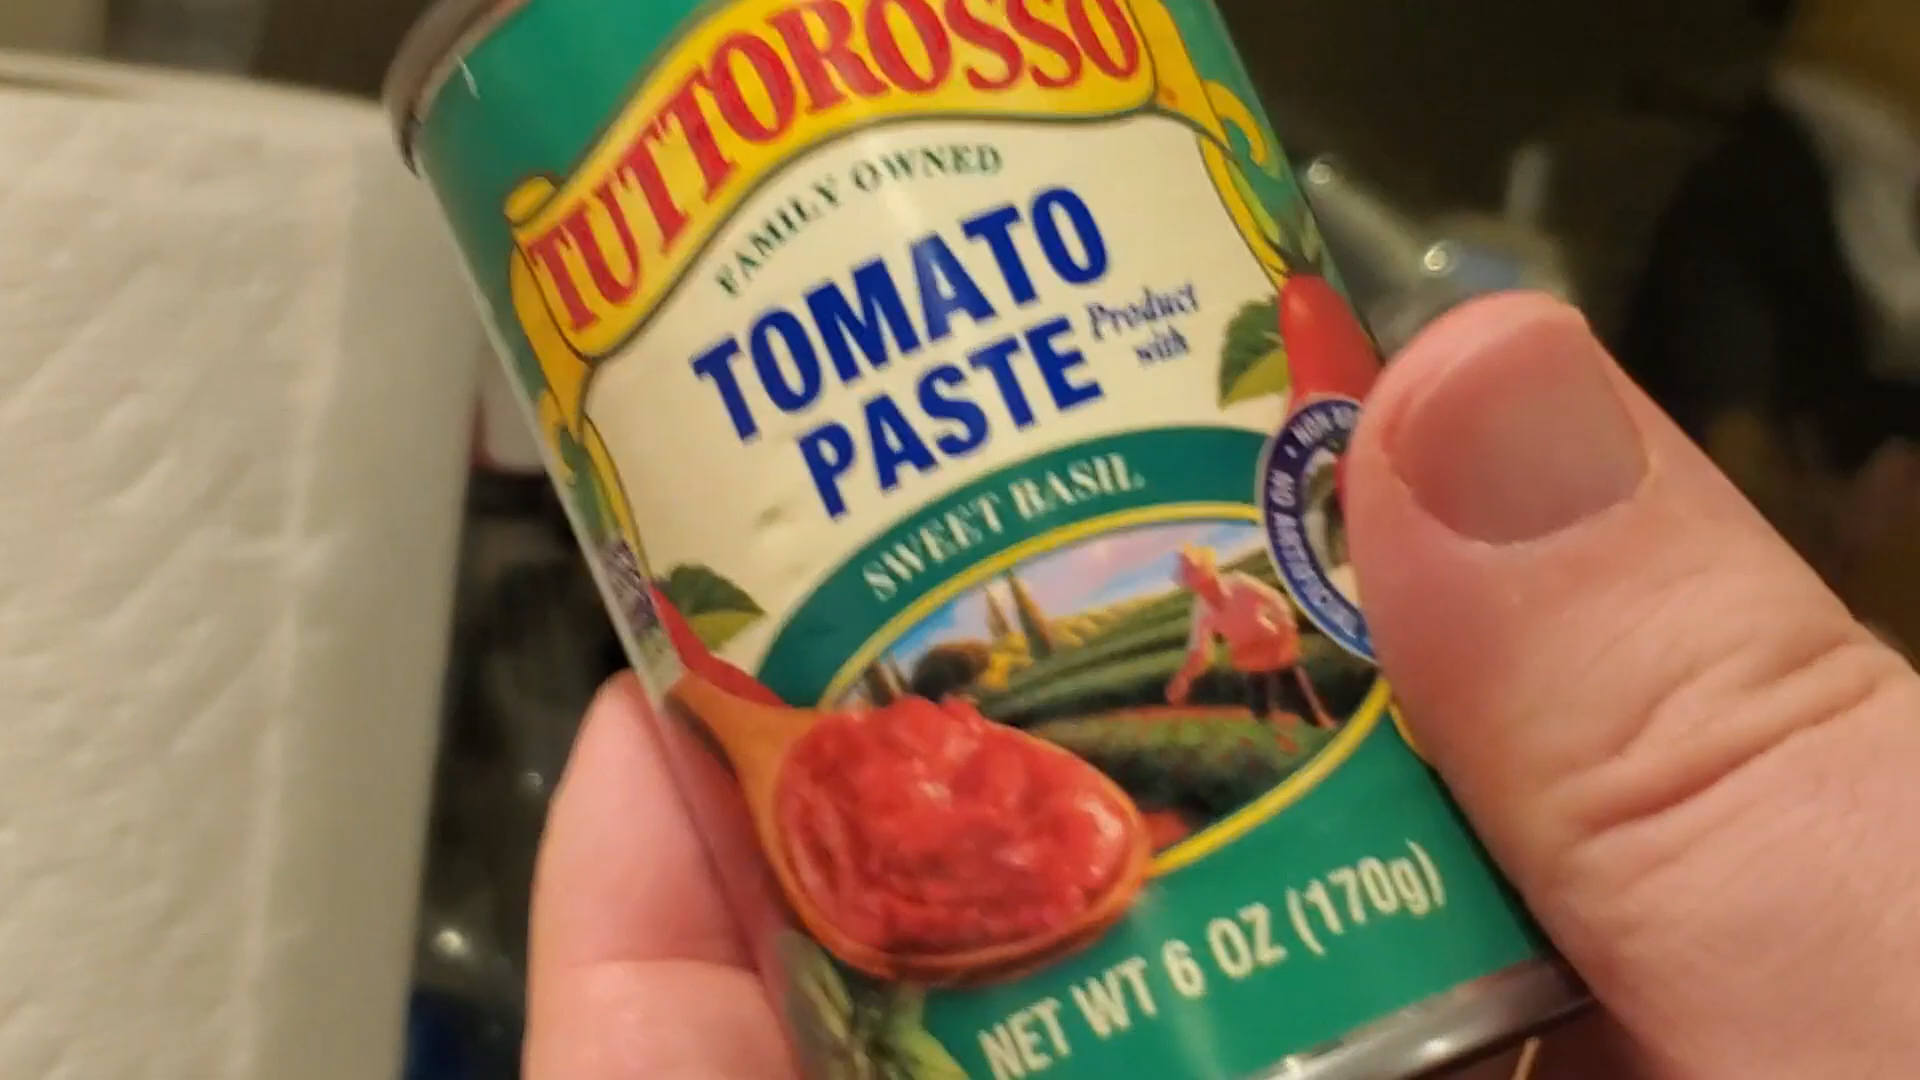 TUTTOROSSO
FAMILY OWNED
TOMATO
PASTE
Product
with
SWEET BASIL
NET WT 6 OZ (170g)